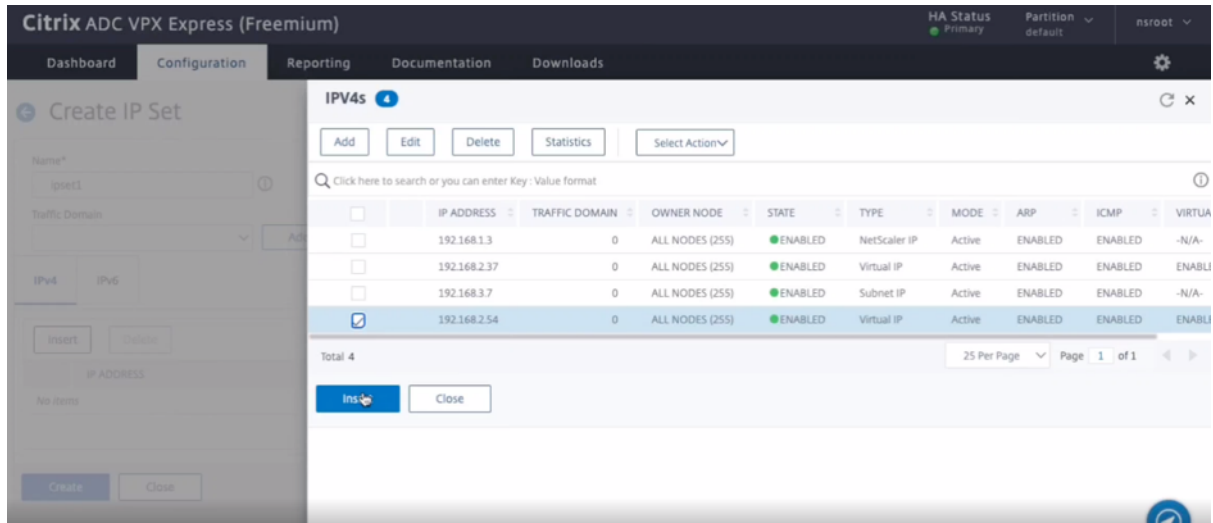 Citrix ADC VPX Express (Freemium)
HA Status
Primary
Partition
default
nsroot
Dashboard Configuration Reporting Documentation Downloads
Create IP Set
Name*
ipset1
Traffic Domain
IPv4 IPv6
Insert Delete
IP ADDRESS
No items
Create Close
IPV4s 4
Add Edit Delete Statistics Select Action
Click here to search or you can enter Key : Value format
IP ADDRESS TRAFFIC DOMAIN OWNER NODE STATE TYPE MODE ARP ICMP VIRTUA
192.168.1.3 0 ALL NODES (255) ENABLED NetScaler IP Active ENABLED ENABLED -N/A-
192.168.2.37 0 ALL NODES (255) ENABLED Virtual IP Active ENABLED ENABLED ENABL
192.168.3.7 0 ALL NODES (255) ENABLED Subnet IP Active ENABLED ENABLED -N/A-
192.168.2.54 0 ALL NODES (255) ENABLED Virtual IP Active ENABLED ENABLED ENABL
Total 4
25 Per Page Page 1 of 1
Insert Close